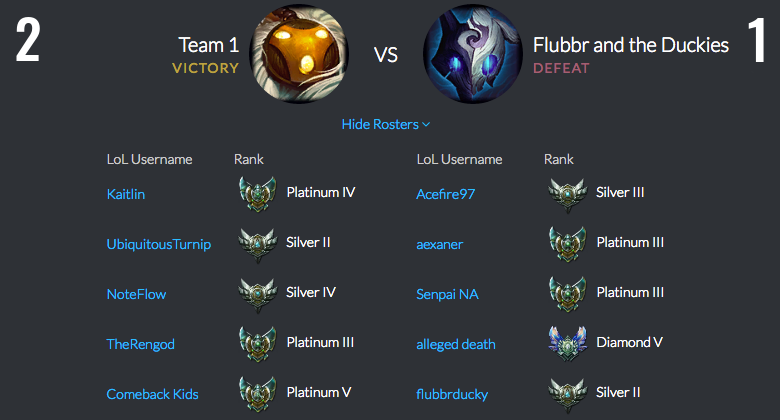 2
Team 1
VICTORY
VS
Flubbr and the Duckies
DEFEAT
1
Hide Rosters
LoL Username Rank LoL Username Rank
Kaitlin Platinum IV Acefire97 Silver III
UbiquitousTurnip Silver II aexaner Platinum III
NoteFlow Silver IV Senpai NA Platinum III
TheRengod Platinum III alleged death Diamond V
Comeback Kids Platinum V flubbrducky Silver II